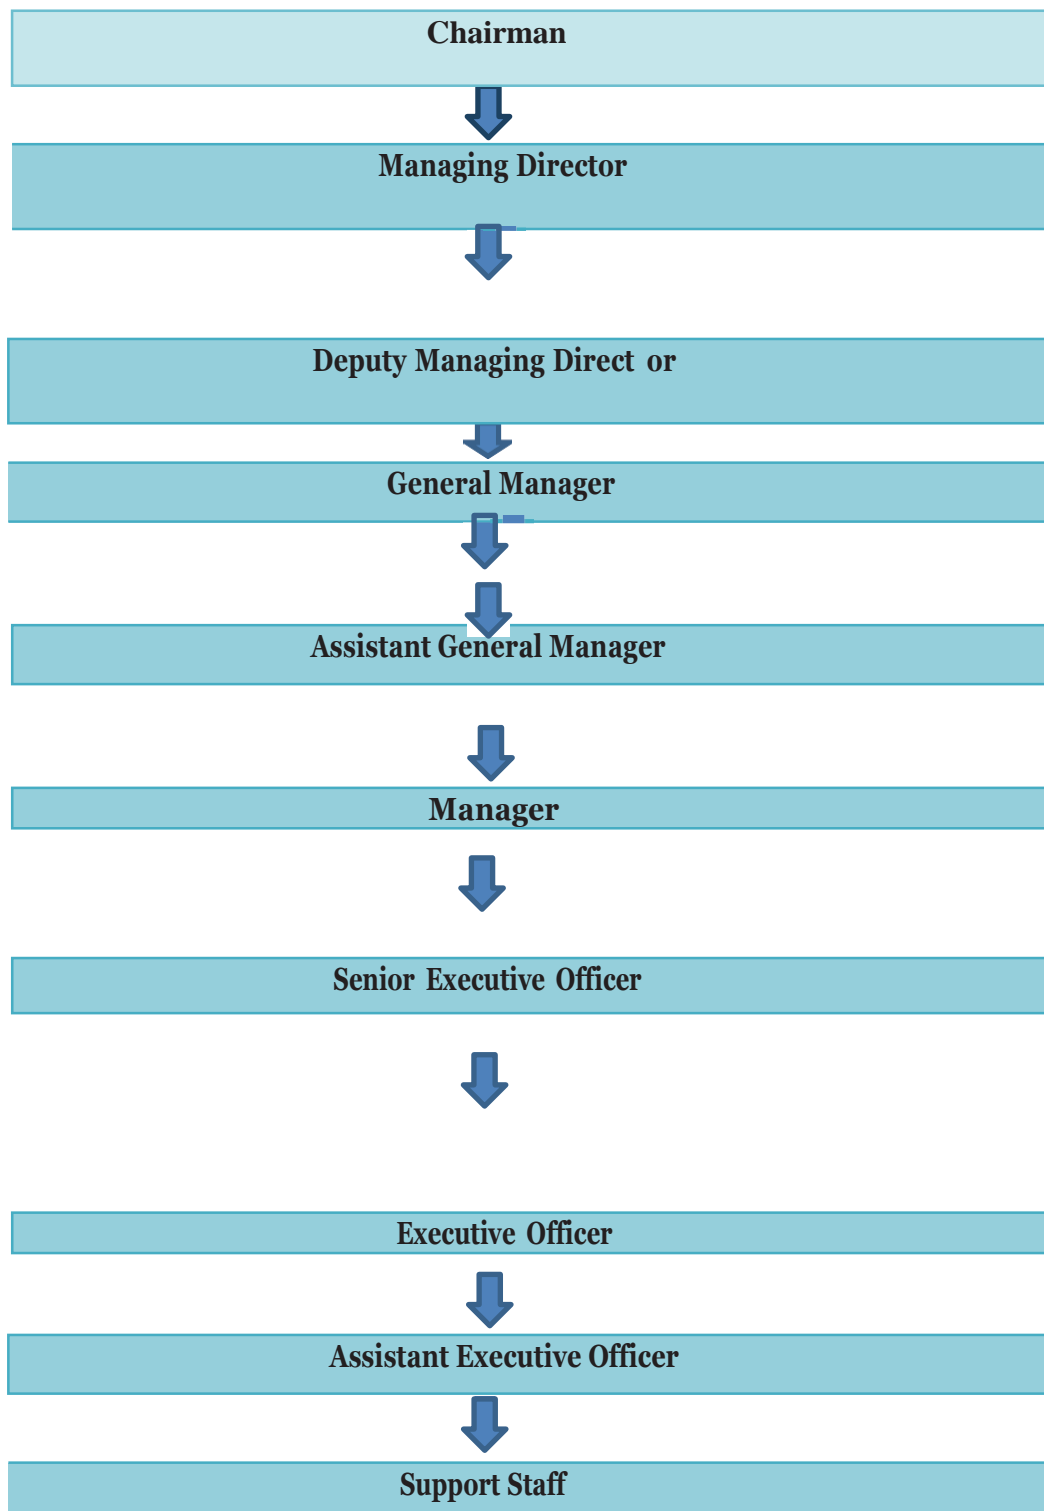 Chairman
Managing Director
Deputy Managing Direct or
General Manager
Assistant General Manager
Manager
Senior Executive Officer
Executive Officer
Assistant Executive Officer
Support Staff